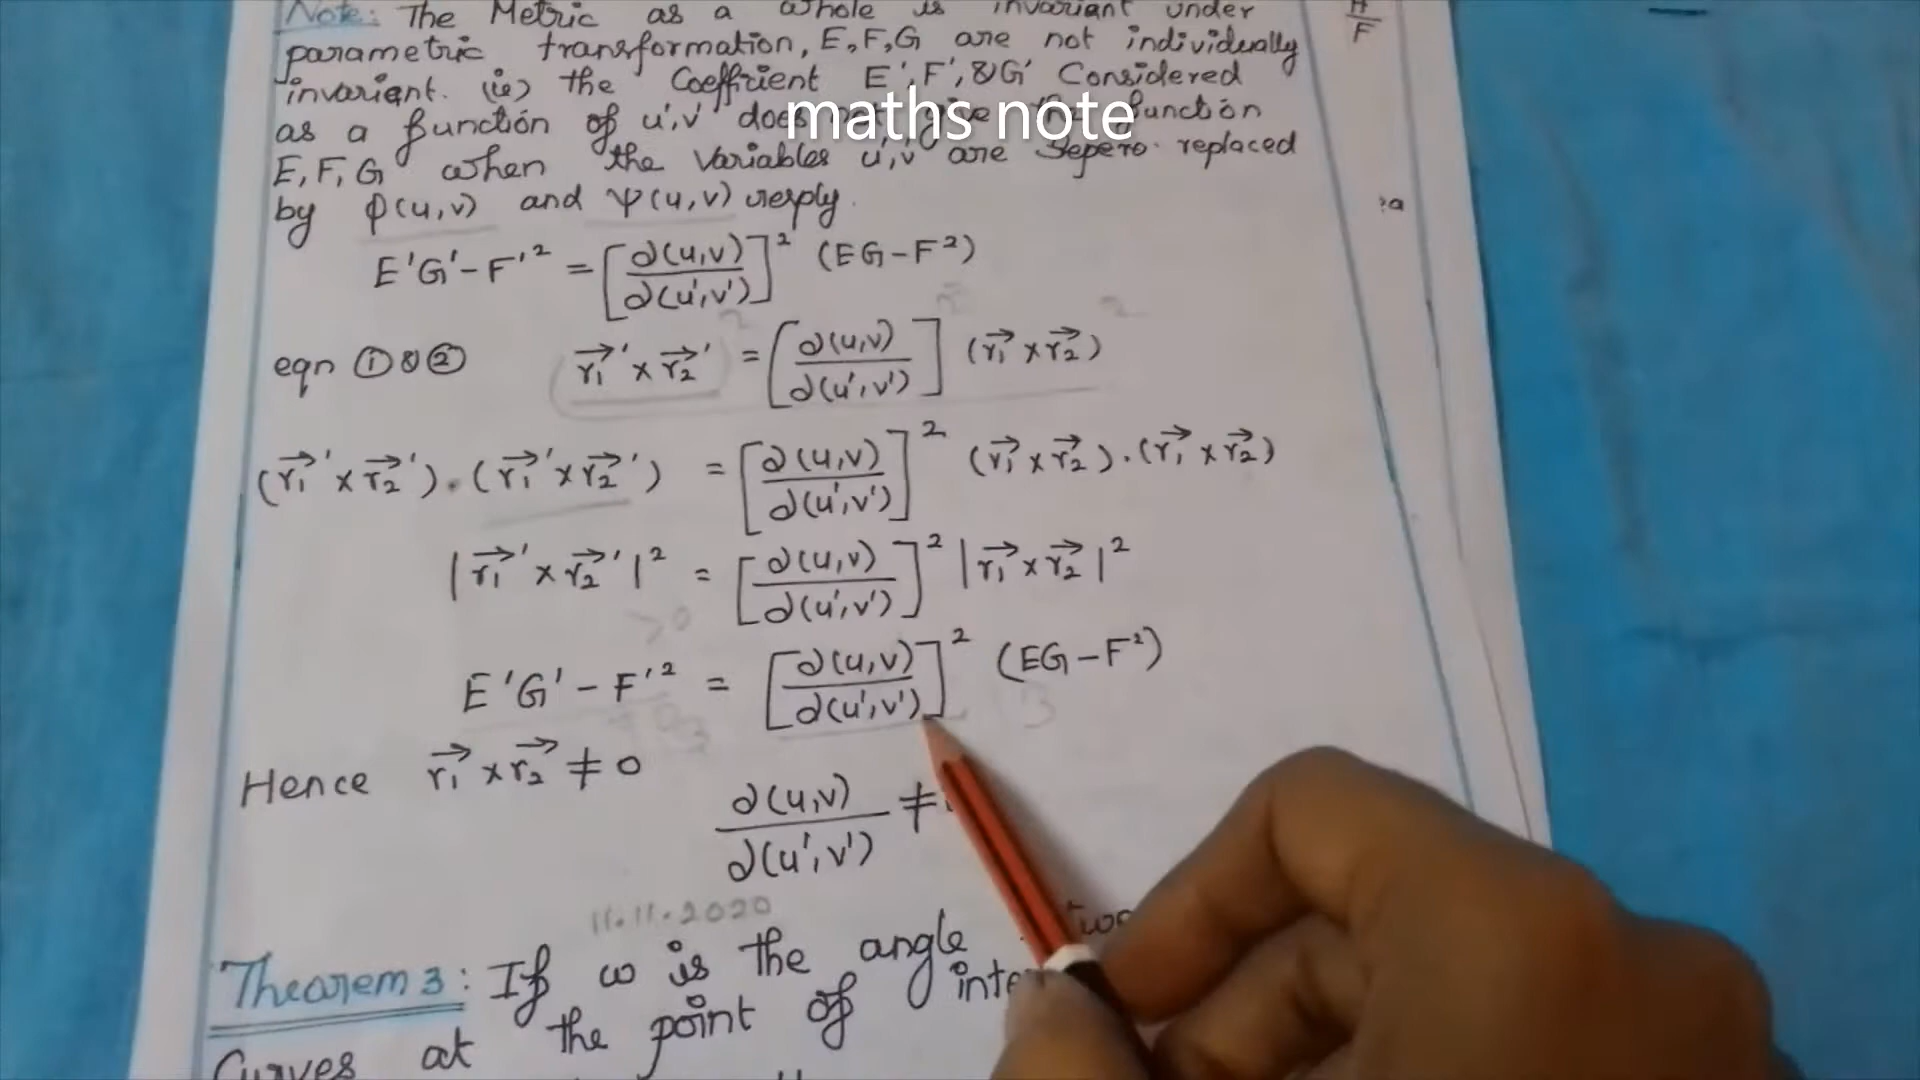 Note: The Metric as a whole is invariant under
parametric transformation, E, F, G are not individually
invariant. (ie) the Coefficient E', F', & G' Considered
as a function of u', v' does function
maths note
E, F, G when the Variables u', v' are replaced
by φ(u,v) and ψ(u,v) resply.
E'G' - F'² = [∂(u,v)/∂(u',v')]² (EG - F²)
eqn ① & ② r₁→' × r₂→' = [∂(u,v)/∂(u',v')] (r₁→ × r₂→)
(r₁→' × r₂→') . (r₁→' × r₂→') = [∂(u,v)/∂(u',v')]² (r₁→ × r₂→) . (r₁→ × r₂→)
|r₁→' × r₂→'|² = [∂(u,v)/∂(u',v')]² |r₁→ × r₂→|²
E'G' - F'² = [∂(u,v)/∂(u',v')]² (EG - F²)
Hence r₁→ × r₂→ ≠ 0
∂(u,v)/∂(u',v') ≠
11.11.2020
Theorem 3: If ω is the angle two
Curves at the point of inte